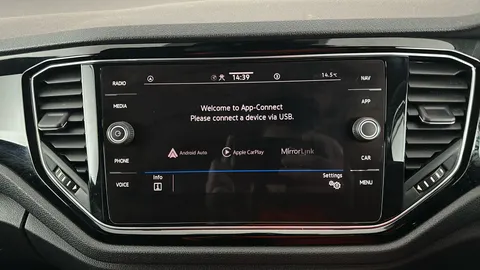 RADIO
14:39
14.5°C
NAV
MEDIA
Welcome to App-Connect
Please connect a device via USB.
APP
Android Auto
Apple CarPlay
MirrorLink
PHONE
CAR
VOICE
Info
Settings
MENU